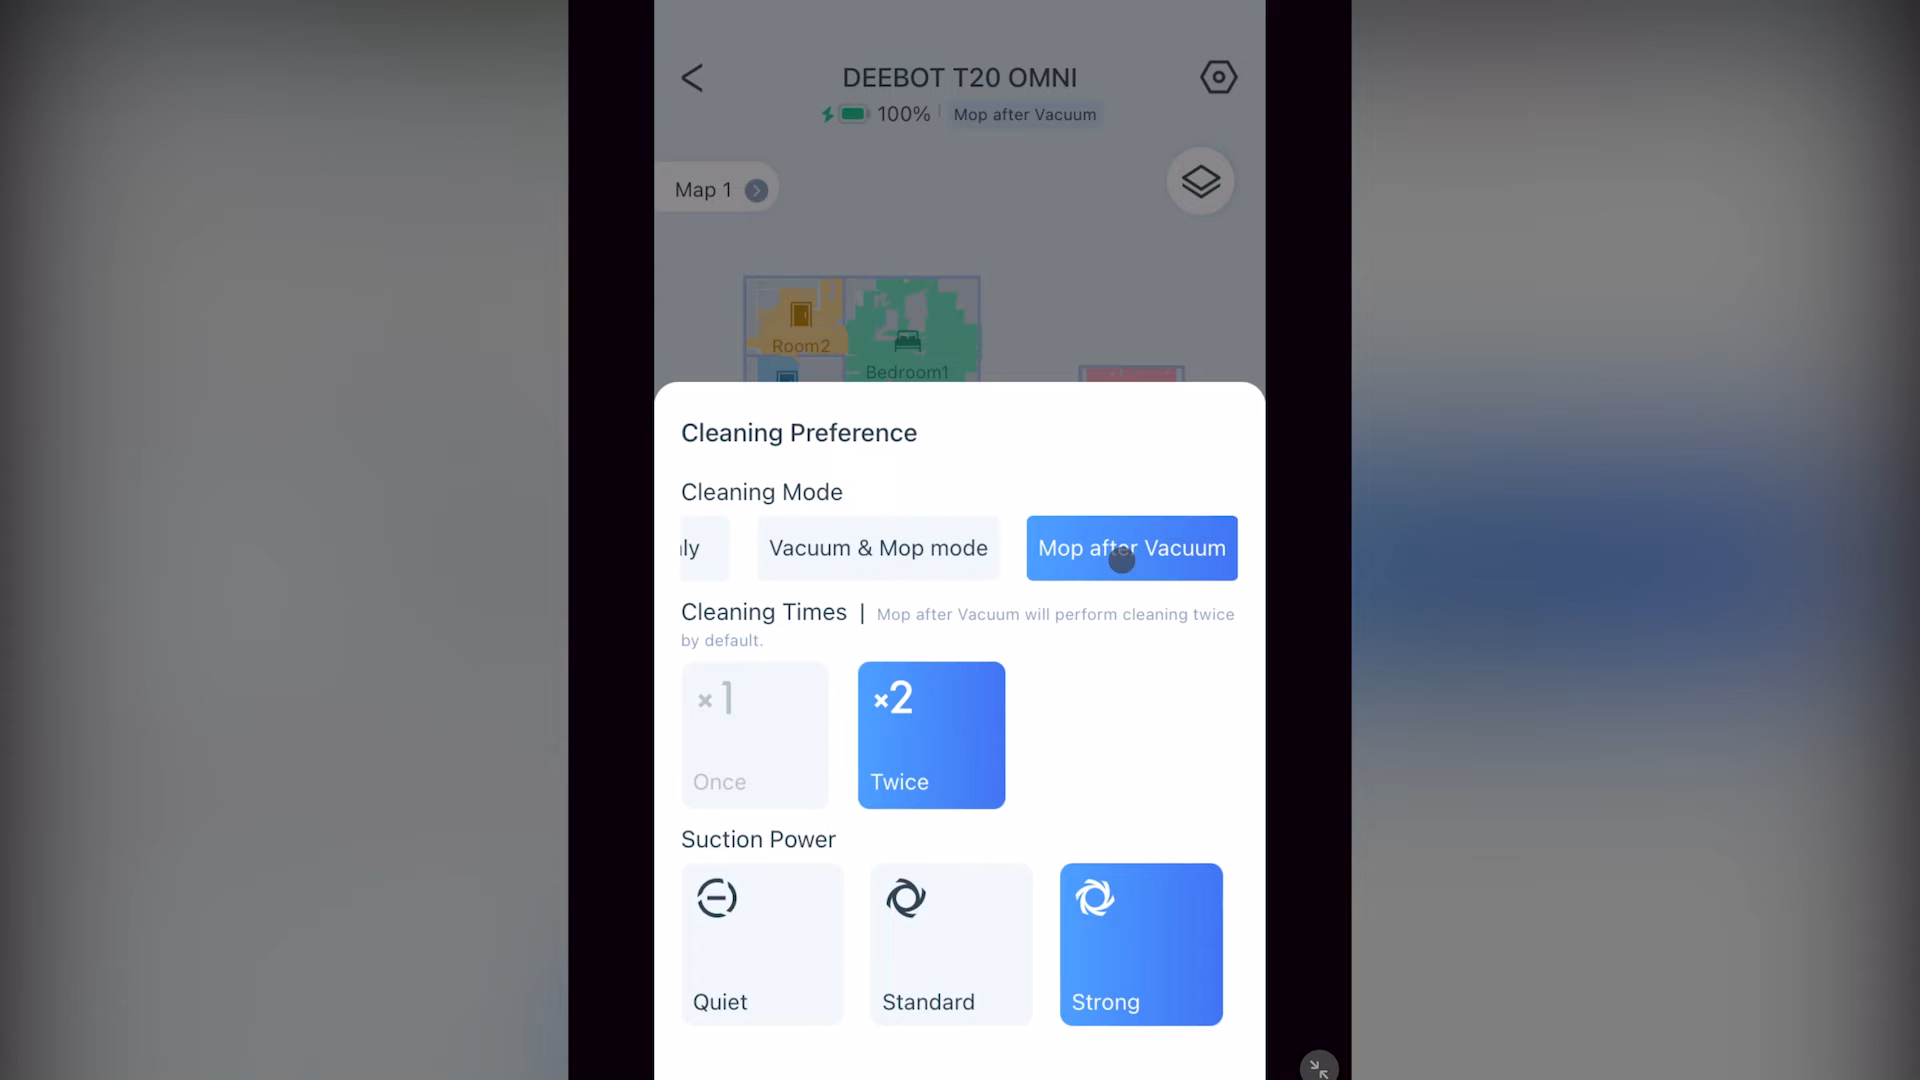 DEEBOT T20 OMNI
100% | Mop after Vacuum
Map 1
Room2
Bedroom1
Cleaning Preference
Cleaning Mode
nly
Vacuum & Mop mode
Mop after Vacuum
Cleaning Times | Mop after Vacuum will perform cleaning twice
by default.
×1
×2
Once
Twice
Suction Power
Quiet
Standard
Strong